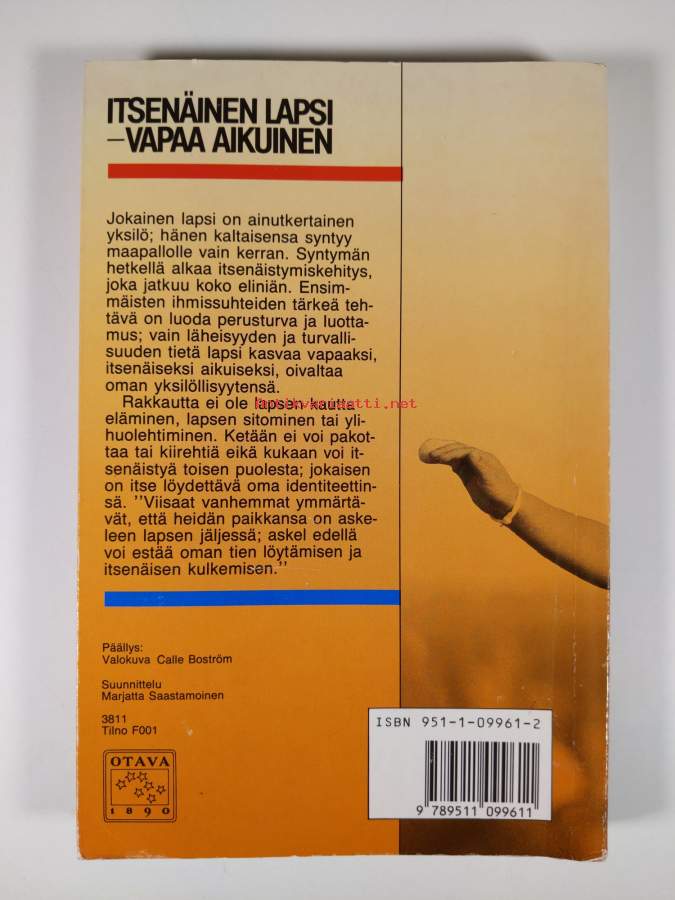 ITSENÄINEN LAPSI
–VAPAA AIKUINEN
Jokainen lapsi on ainutkertainen
yksilö; hänen kaltaisensa syntyy
maapallolle vain kerran. Syntymän
hetkellä alkaa itsenäistymiskehitys,
joka jatkuu koko eliniän. Ensim-
mäisten ihmissuhteiden tärkeä teh-
tävä on luoda perusturva ja luotta-
mus; vain läheisyyden ja turvalli-
suuden tietä lapsi kasvaa vapaaksi,
itsenäiseksi aikuiseksi, oivaltaa
oman yksilöllisyytensä.
Rakkautta ei ole lapsen kautta
eläminen, lapsen sitominen tai yli-
huolehtiminen. Ketään ei voi pakot-
taa tai kiirehtiä eikä kukaan voi it-
senäistyä toisen puolesta; jokaisen
on itse löydettävä oma identiteettin-
sä. ''Viisaat vanhemmat ymmärtä-
vät, että heidän paikkansa on aske-
leen lapsen jäljessä; askel edellä
voi estää oman tien löytämisen ja
itsenäisen kulkemisen.''
Antikvariaatti.net
Päällys:
Valokuva Calle Boström
Suunnittelu
Marjatta Saastamoinen
3811
Tilno F001
OTAVA
1890
ISBN 951-1-09961-2
9 789511 099611